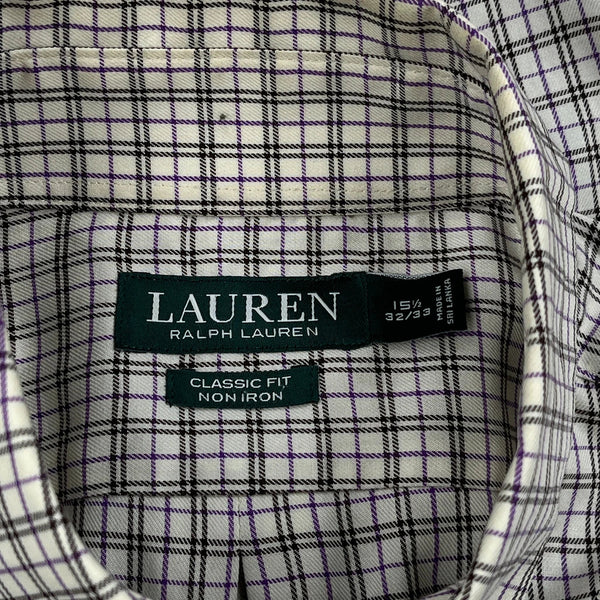 LAUREN
RALPH LAUREN
15½
32/33
MADE IN
SRI LANKA
CLASSIC FIT
NON IRON